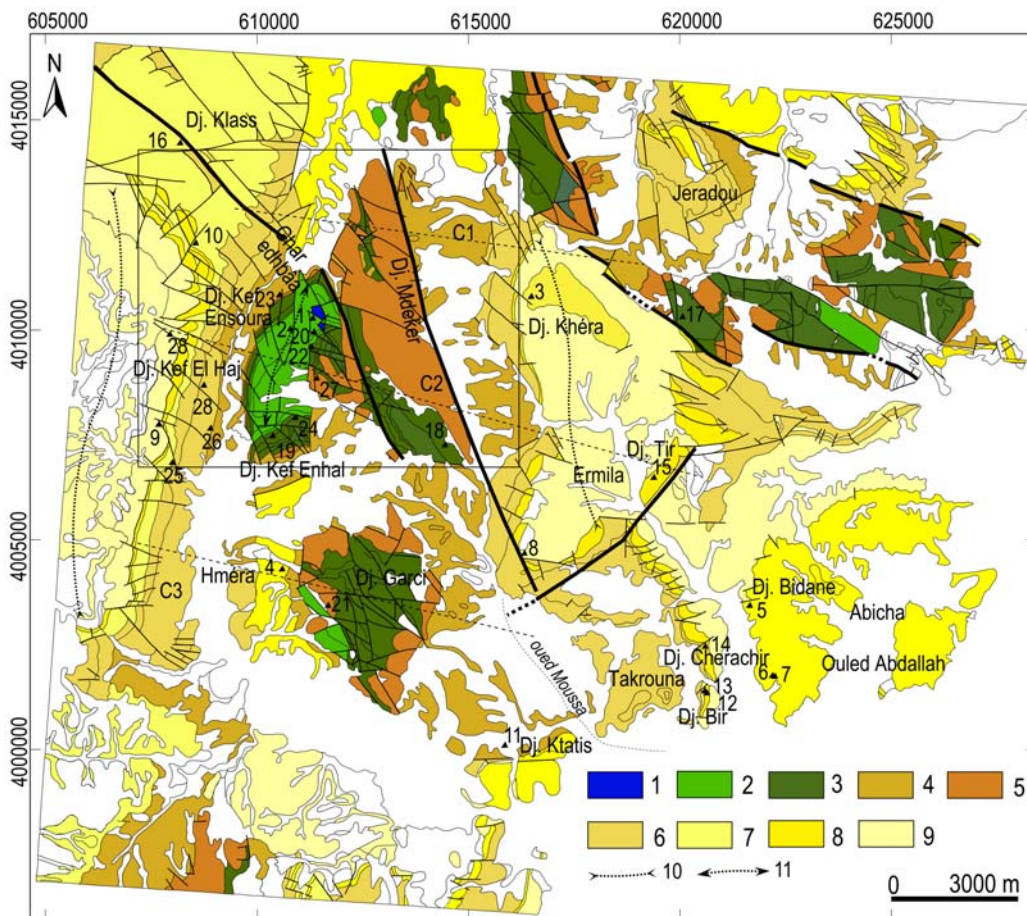 605000 610000 615000 620000 625000
N
4015000
Dj. Klass
16
Jeradou
C1
10
Ghar
edhbaa
Dj. Mdeker
Dj. Kef
Ensoura
23
2
1
3
17
4010000
2
20
Dj. Khéra
28
22
Dj. Kef El Haj
C2
27
28
9
26
24
18
19
Dj. Tir
25
Dj. Kef Enhal
15
Ermila
4005000
8
Hméra
4
Dj. Garci
C3
21
Dj. Bidane
5
Abicha
14
Dj. Cherachir
Ouled Abdallah
6 7
oued Moussa
Takrouna
13
12
Dj. Bir
4000000
11
Dj. Ktatis
1 2 3 4 5
6 7 8 9
10 11
0 3000 m